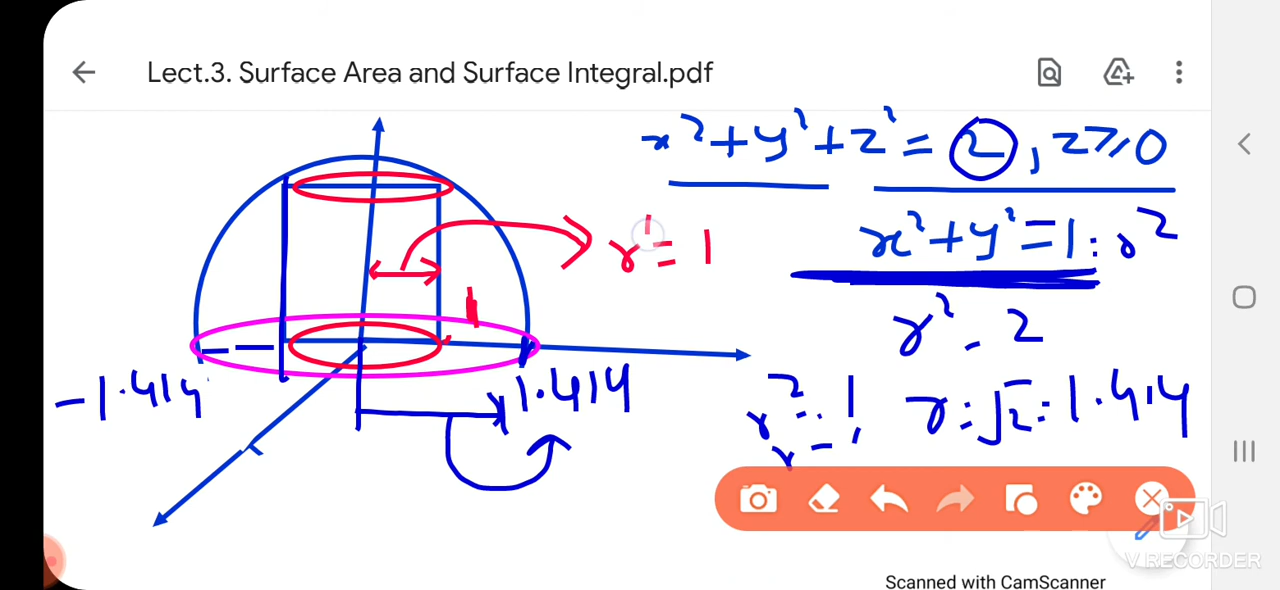 Lect.3. Surface Area and Surface Integral.pdf
x²+y²+z² = 2, z≥0
x²+y²=1:r²
r = 1
1
r² = 2
-1.414
1.414
r² = 1,
r =
r=√2=1.414
V RECORDER
Scanned with CamScanner